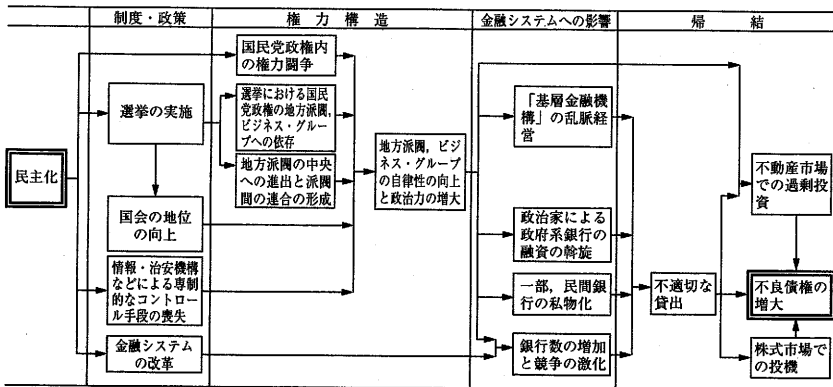 制度・政策
権力構造
金融システムへの影響
帰結
民主化
選挙の実施
国会の地位
の向上
情報・治安機構
などによる専制
的なコントロー
ル手段の喪失
金融システム
の改革
国民党政権内
の権力闘争
選挙における国民
党政権の地方派閥,
ビジネス・グルー
プへの依存
地方派閥の中央
への進出と派閥
間の連合の形成
地方派閥, ビジ
ネス・グループ
の自律性の向上
と政治力の増大
「基層金融機
構」の乱脈経
営
政治家による
政府系銀行の
融資の斡旋
一部, 民間銀
行の私物化
銀行数の増加
と競争の激化
不適切な
貸出
不動産市場
での過剰投
資
不良債権の
増大
株式市場で
の投機